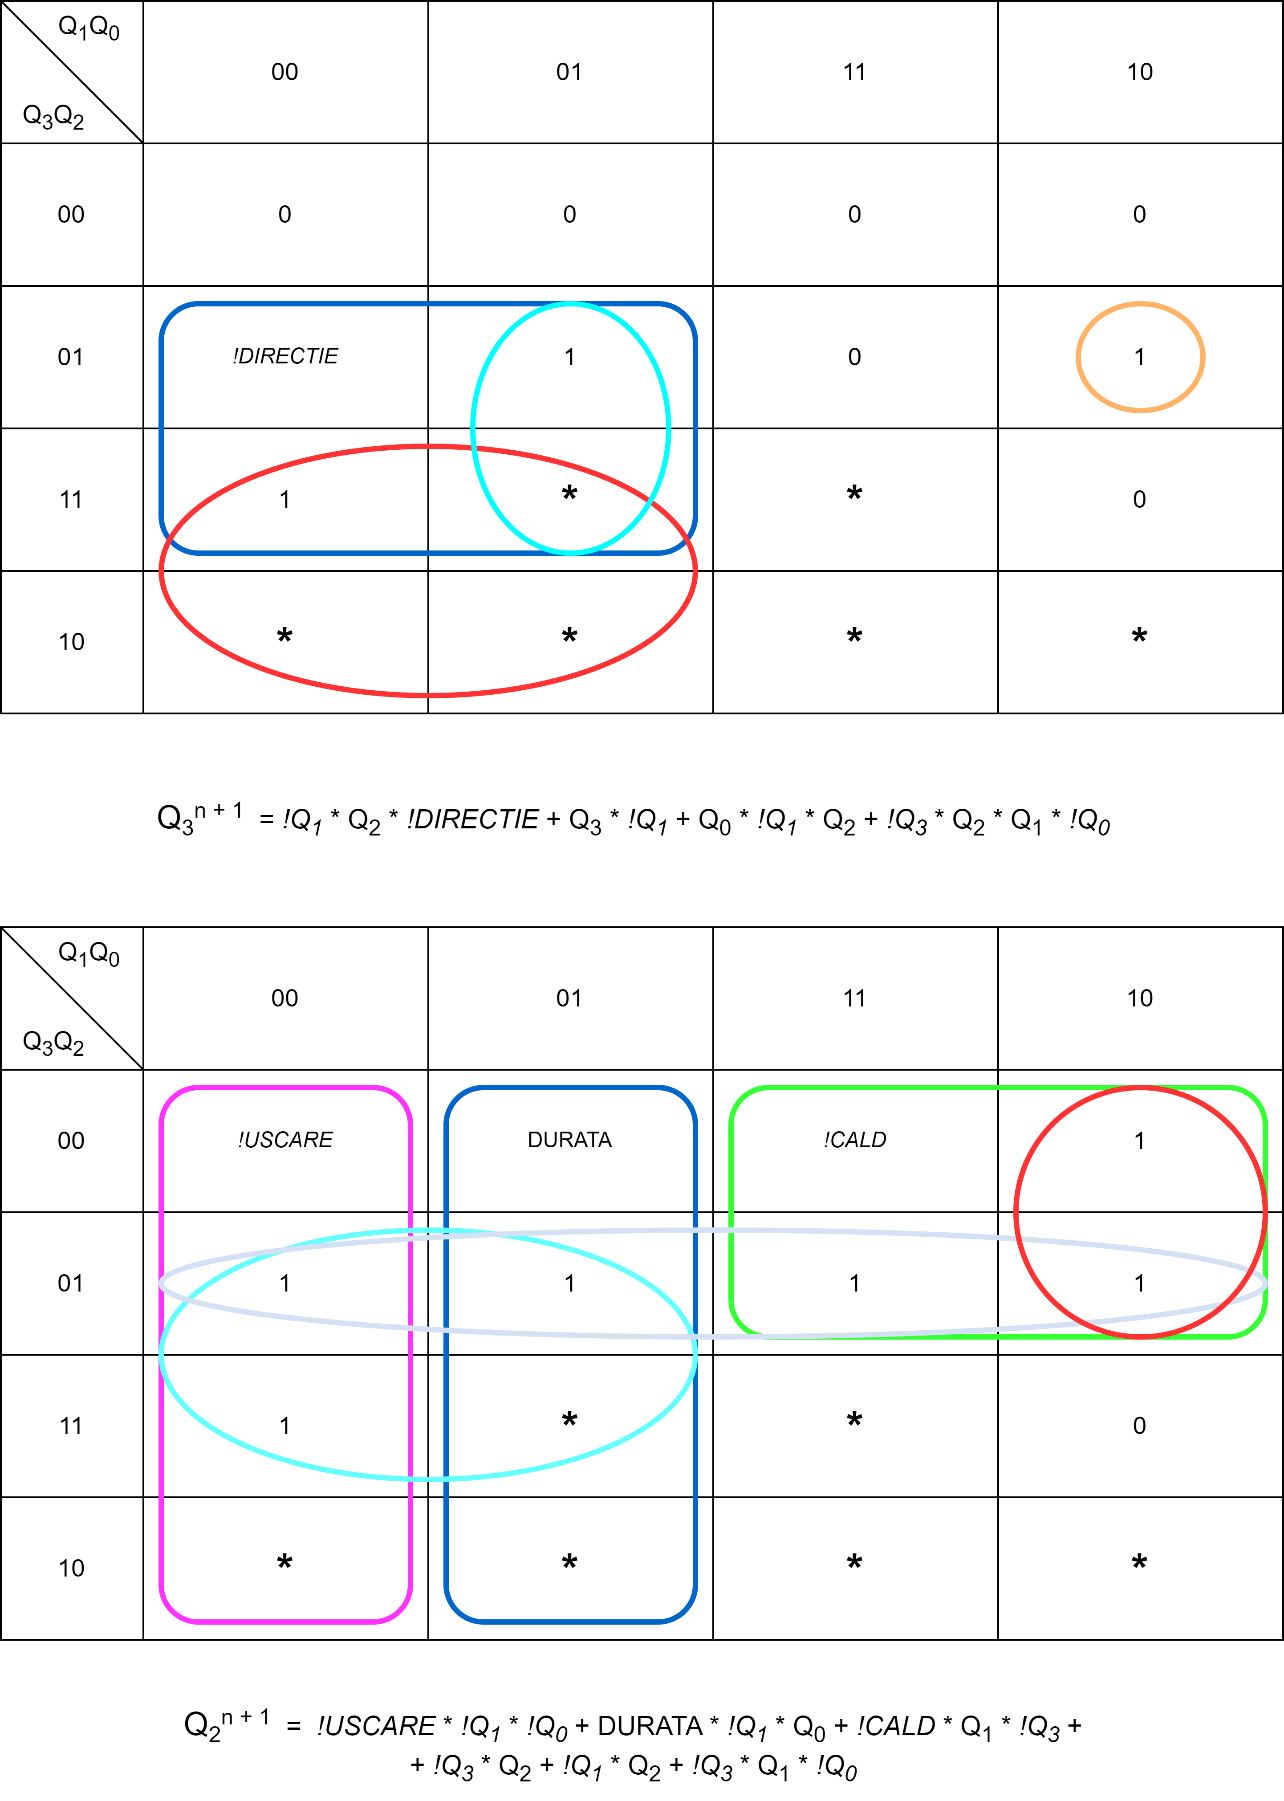 Q₁Q₀
00 01 11 10
Q₃Q₂
00 0 0 0 0
01 !DIRECTIE 1 0 1
11 1 * * 0
10 * * * *
Q₃ⁿ ⁺ ¹ = !Q₁ * Q₂ * !DIRECTIE + Q₃ * !Q₁ + Q₀ * !Q₁ * Q₂ + !Q₃ * Q₂ * Q₁ * !Q₀
Q₁Q₀
00 01 11 10
Q₃Q₂
00 !USCARE DURATA !CALD 1
01 1 1 1 1
11 1 * * 0
10 * * * *
Q₂ⁿ ⁺ ¹ = !USCARE * !Q₁ * !Q₀ + DURATA * !Q₁ * Q₀ + !CALD * Q₁ * !Q₃ +
+ !Q₃ * Q₂ + !Q₁ * Q₂ + !Q₃ * Q₁ * !Q₀